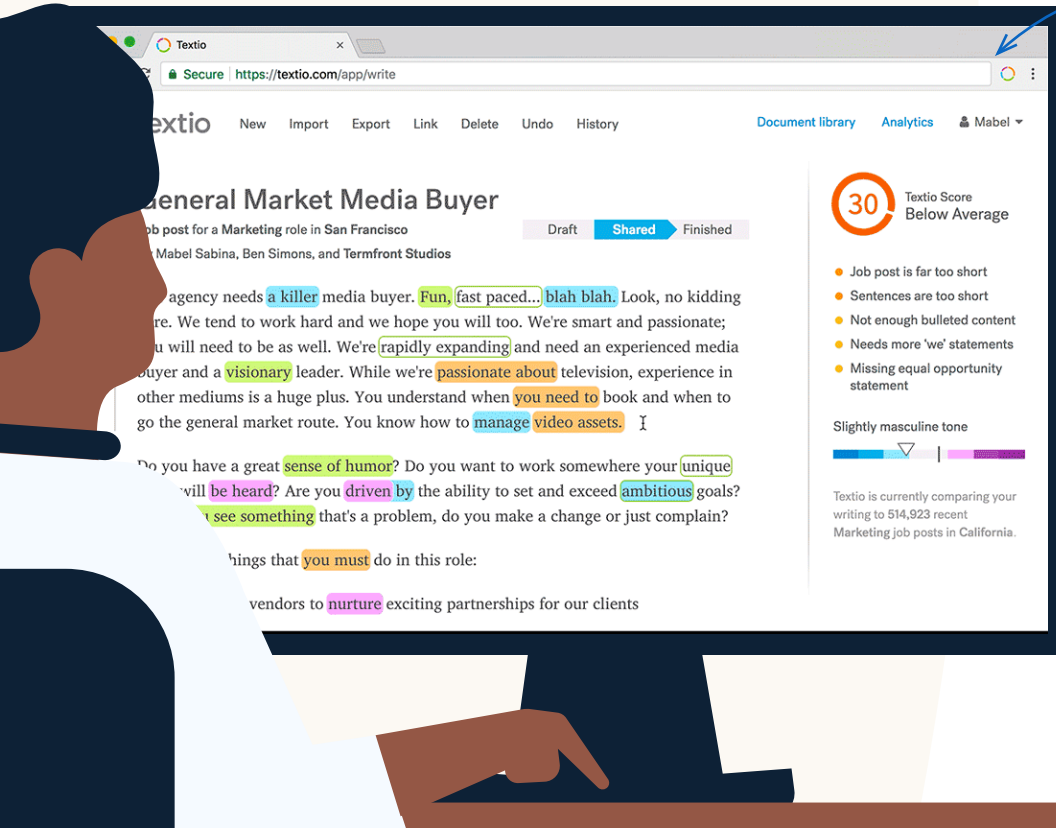 Textio
Secure https://textio.com/app/write
New Import Export Link Delete Undo History Document library Analytics Mabel
General Market Media Buyer
post for a Marketing role in San Francisco
Draft Shared Finished
Mabel Sabina, Ben Simons, and Termfront Studios
agency needs a killer media buyer. Fun, fast paced... blah blah. Look, no kidding
We tend to work hard and we hope you will too. We're smart and passionate;
will need to be as well. We're rapidly expanding and need an experienced media
buyer and a visionary leader. While we're passionate about television, experience in
other mediums is a huge plus. You understand when you need to book and when to
go the general market route. You know how to manage video assets.
Do you have a great sense of humor? Do you want to work somewhere your unique
will be heard? Are you driven by the ability to set and exceed ambitious goals?
see something that's a problem, do you make a change or just complain?
that you must do in this role:
vendors to nurture exciting partnerships for our clients
30
Textio Score
Below Average
Job post is far too short
Sentences are too short
Not enough bulleted content
Needs more 'we' statements
Missing equal opportunity
statement
Slightly masculine tone
Textio is currently comparing your
writing to 514,923 recent
Marketing job posts in California.